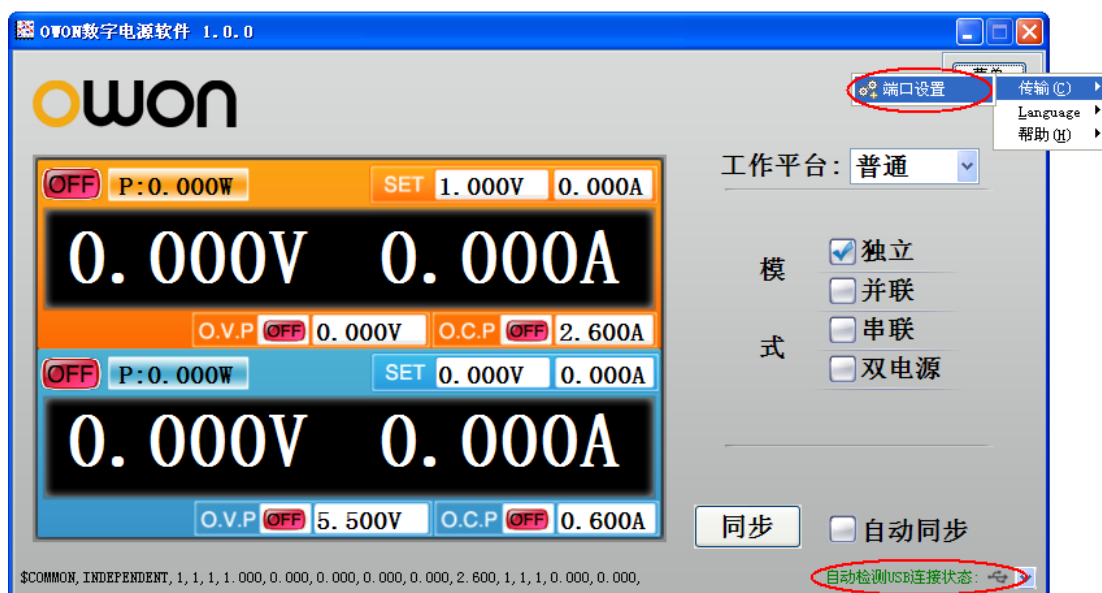 OWON数字电源软件 1.0.0
owon
端口设置
传输(C)
Language
帮助(H)
OFF P:0.000W SET 1.000V 0.000A
0.000V 0.000A
O.V.P OFF 0.000V O.C.P OFF 2.600A
OFF P:0.000W SET 0.000V 0.000A
0.000V 0.000A
O.V.P OFF 5.500V O.C.P OFF 0.600A
工作平台: 普通
模式
独立
并联
串联
双电源
同步 自动同步
$COMMON, INDEPENDENT, 1, 1, 1, 1.000, 0.000, 0.000, 0.000, 0.000, 2.600, 1, 1, 1, 0.000, 0.000,
自动检测USB连接状态: